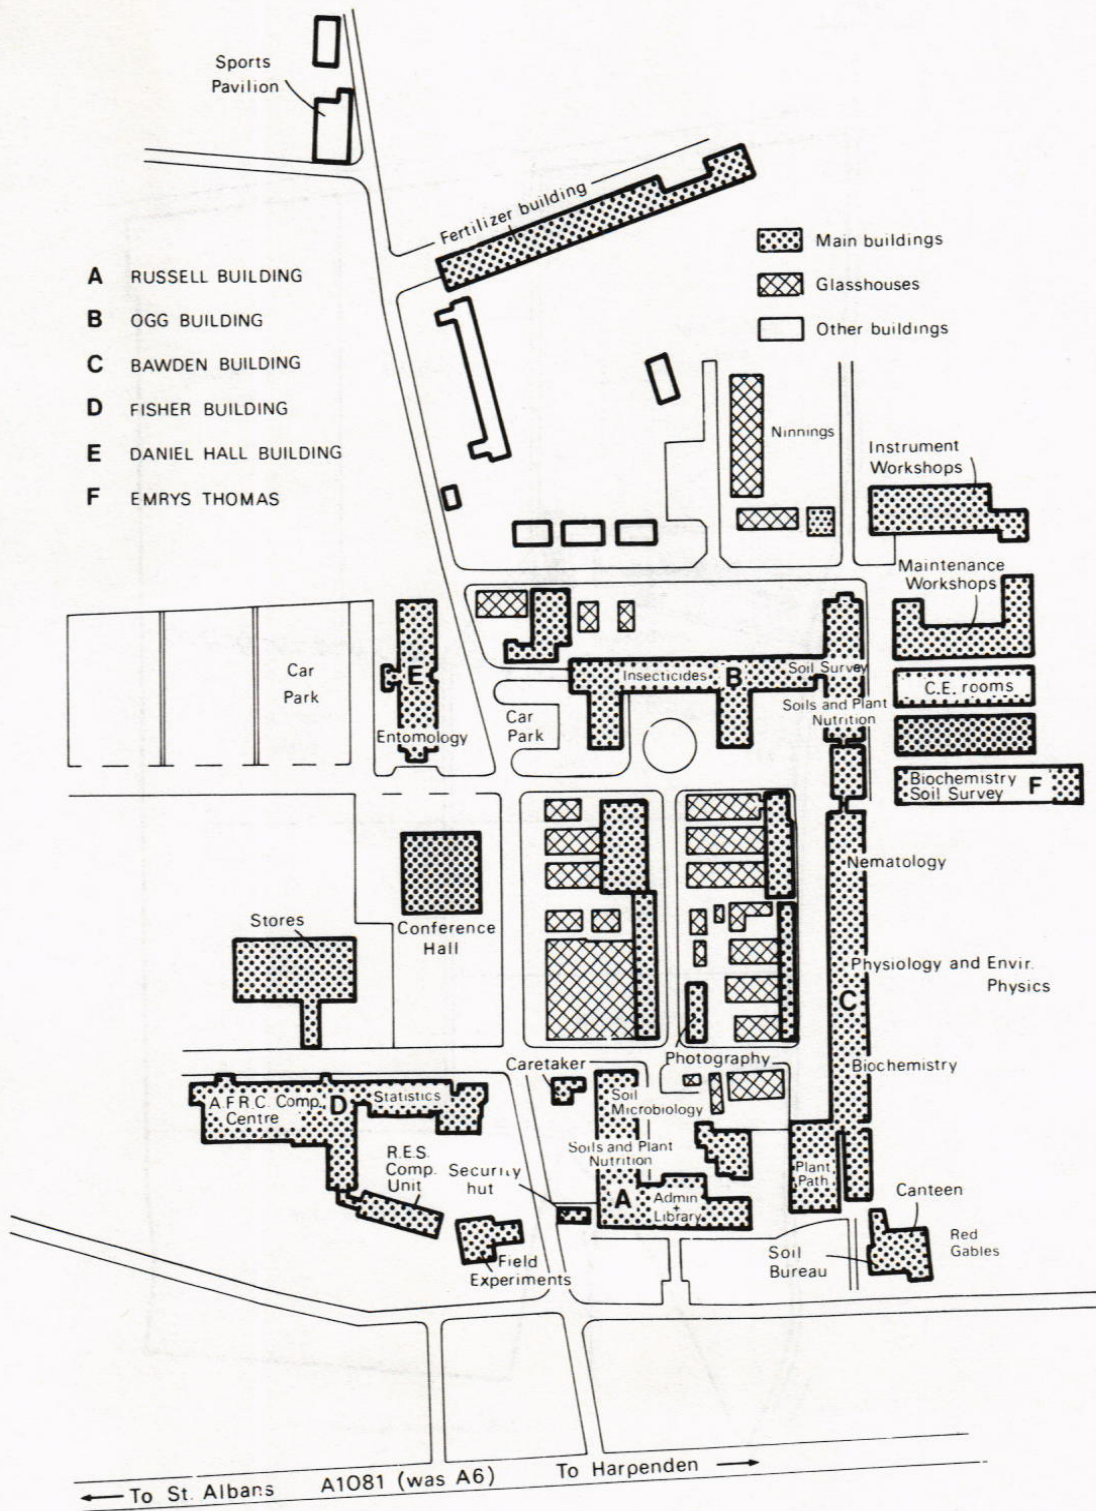 Sports
Pavilion
Fertilizer building
A RUSSELL BUILDING
B OGG BUILDING
C BAWDEN BUILDING
D FISHER BUILDING
E DANIEL HALL BUILDING
F EMRYS THOMAS
Main buildings
Glasshouses
Other buildings
Ninnings
Instrument
Workshops
Maintenance
Workshops
Car
Park
E
Entomology
Car
Park
Insecticides
B
Soil Survey
Soils and Plant
Nutrition
C.E. rooms
Biochemistry
Soil Survey
F
Conference
Hall
Stores
Nematology
Physiology and Envir.
Physics
C
Biochemistry
Caretaker
Photography
A.F.R.C. Comp.
Centre
D
Statistics
R.E.S.
Comp.
Unit
Security
hut
Soil
Microbiology
Soils and Plant
Nutrition
A
Admin
+
Library
Plant
Path
Canteen
Red
Gables
Soil
Bureau
Field
Experiments
To St. Albans
A1081 (was A6)
To Harpenden